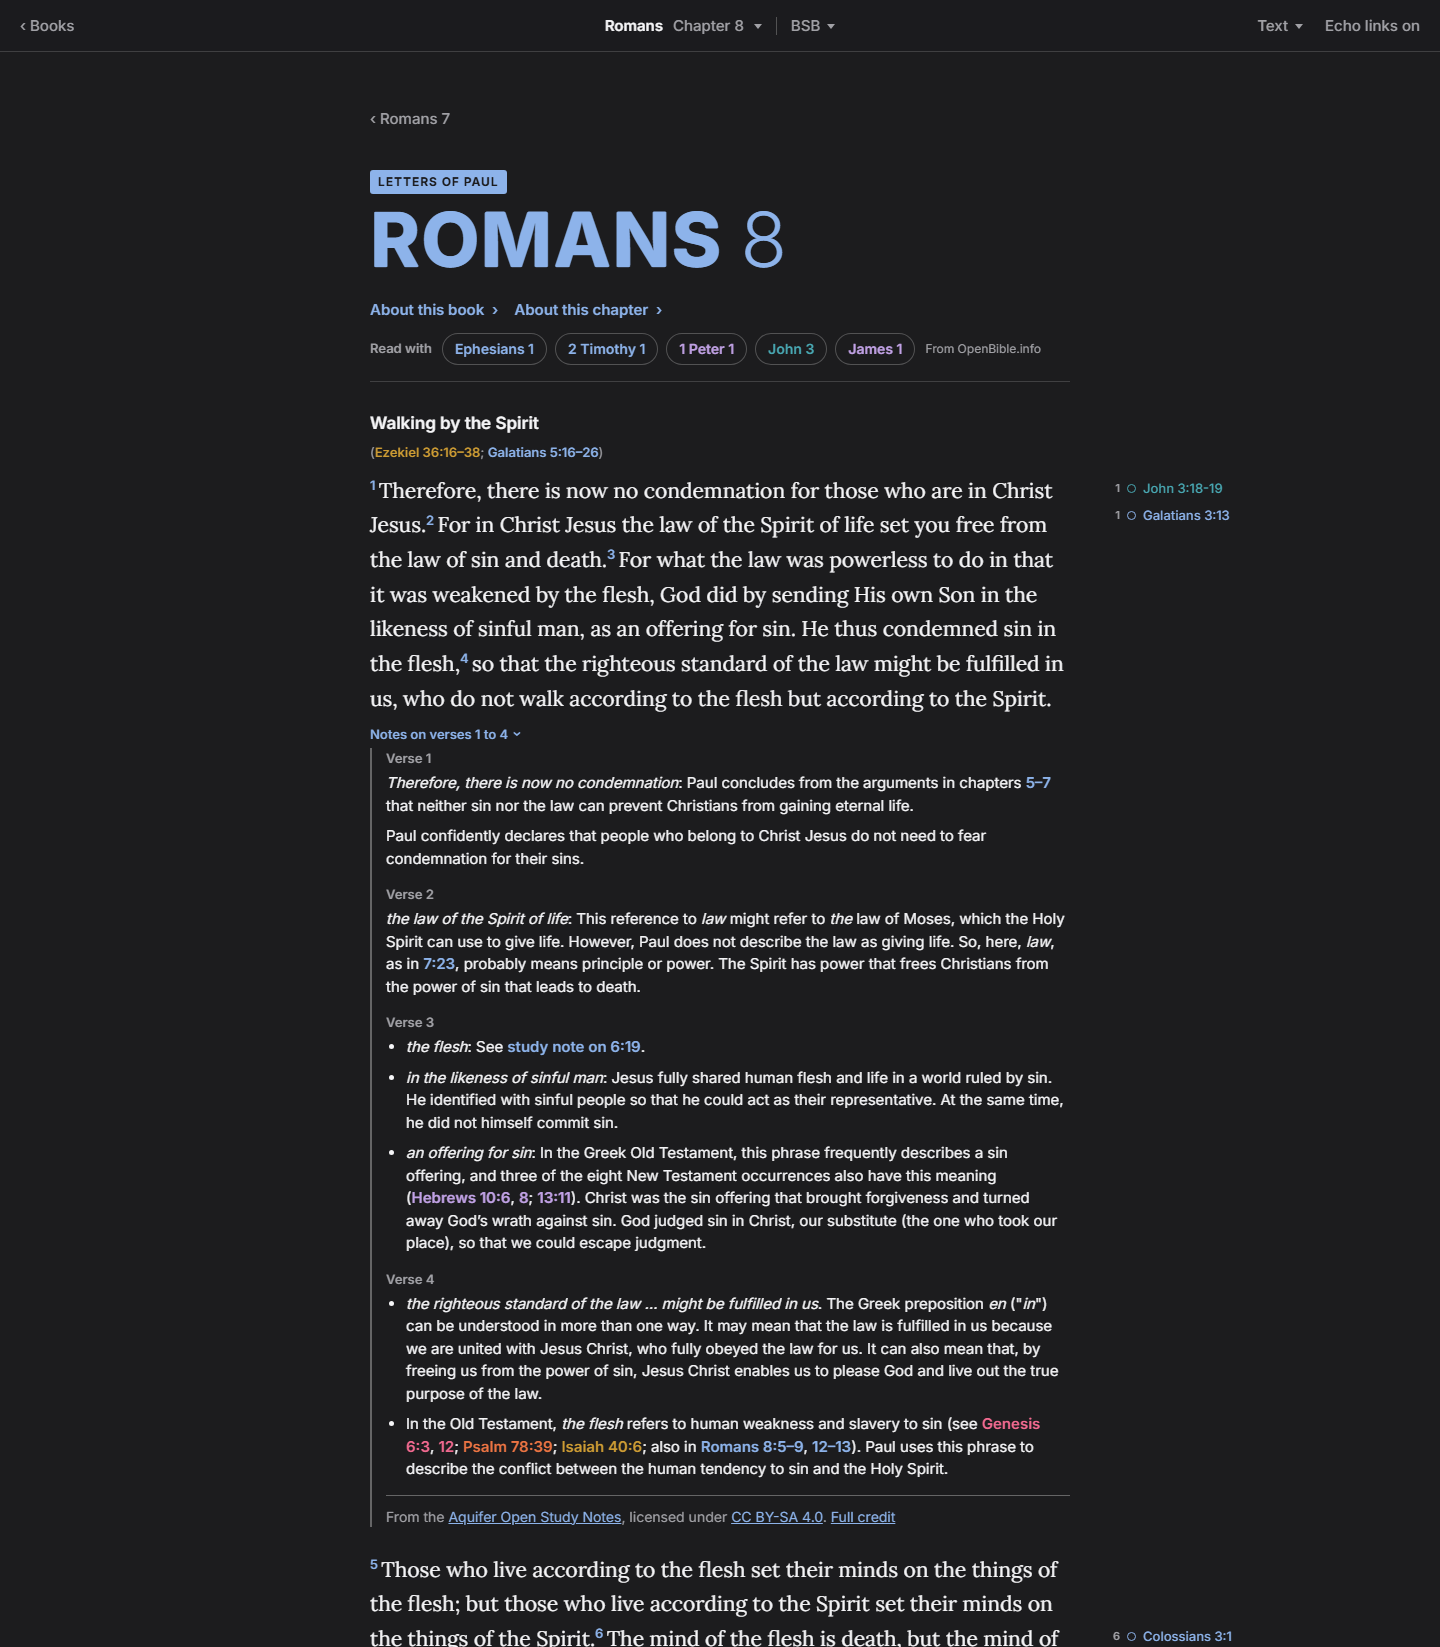 ‹ Books
Romans Chapter 8 BSB
Text
Echo links on
‹ Romans 7
LETTERS OF PAUL
ROMANS 8
About this book › About this chapter ›
Read with Ephesians 1 2 Timothy 1 1 Peter 1 John 3 James 1 From OpenBible.info
Walking by the Spirit
(Ezekiel 36:16–38; Galatians 5:16–26)
1 Therefore, there is now no condemnation for those who are in Christ
Jesus. 2 For in Christ Jesus the law of the Spirit of life set you free from
the law of sin and death. 3 For what the law was powerless to do in that
it was weakened by the flesh, God did by sending His own Son in the
likeness of sinful man, as an offering for sin. He thus condemned sin in
the flesh, 4 so that the righteous standard of the law might be fulfilled in
us, who do not walk according to the flesh but according to the Spirit.
1 John 3:18-19
1 Galatians 3:13
Notes on verses 1 to 4
Verse 1
Therefore, there is now no condemnation: Paul concludes from the arguments in chapters 5–7
that neither sin nor the law can prevent Christians from gaining eternal life.
Paul confidently declares that people who belong to Christ Jesus do not need to fear
condemnation for their sins.
Verse 2
the law of the Spirit of life: This reference to law might refer to the law of Moses, which the Holy
Spirit can use to give life. However, Paul does not describe the law as giving life. So, here, law,
as in 7:23, probably means principle or power. The Spirit has power that frees Christians from
the power of sin that leads to death.
Verse 3
• the flesh: See study note on 6:19.
• in the likeness of sinful man: Jesus fully shared human flesh and life in a world ruled by sin.
He identified with sinful people so that he could act as their representative. At the same time,
he did not himself commit sin.
• an offering for sin: In the Greek Old Testament, this phrase frequently describes a sin
offering, and three of the eight New Testament occurrences also have this meaning
(Hebrews 10:6, 8; 13:11). Christ was the sin offering that brought forgiveness and turned
away God’s wrath against sin. God judged sin in Christ, our substitute (the one who took our
place), so that we could escape judgment.
Verse 4
• the righteous standard of the law ... might be fulfilled in us. The Greek preposition en ("in")
can be understood in more than one way. It may mean that the law is fulfilled in us because
we are united with Jesus Christ, who fully obeyed the law for us. It can also mean that, by
freeing us from the power of sin, Jesus Christ enables us to please God and live out the true
purpose of the law.
• In the Old Testament, the flesh refers to human weakness and slavery to sin (see Genesis
6:3, 12; Psalm 78:39; Isaiah 40:6; also in Romans 8:5–9, 12–13). Paul uses this phrase to
describe the conflict between the human tendency to sin and the Holy Spirit.
From the Aquifer Open Study Notes, licensed under CC BY-SA 4.0. Full credit
5 Those who live according to the flesh set their minds on the things of
the flesh; but those who live according to the Spirit set their minds on
the things of the Spirit. 6 The mind of the flesh is death, but the mind of
6 Colossians 3:1